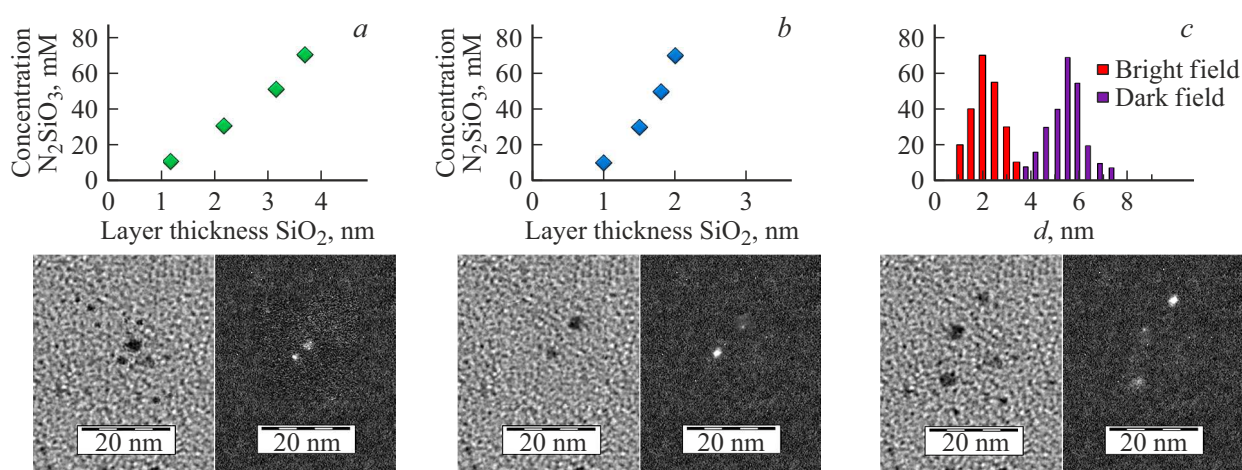 a
Concentration
N₂SiO₃, mM
80
60
40
20
0
0 1 2 3 4
Layer thickness SiO₂, nm
b
Concentration
N₂SiO₃, mM
80
60
40
20
0
0 1 2 3
Layer thickness SiO₂, nm
c
80
60
40
20
0
Bright field
Dark field
0 2 4 6 8
d, nm
20 nm
20 nm
20 nm
20 nm
20 nm
20 nm